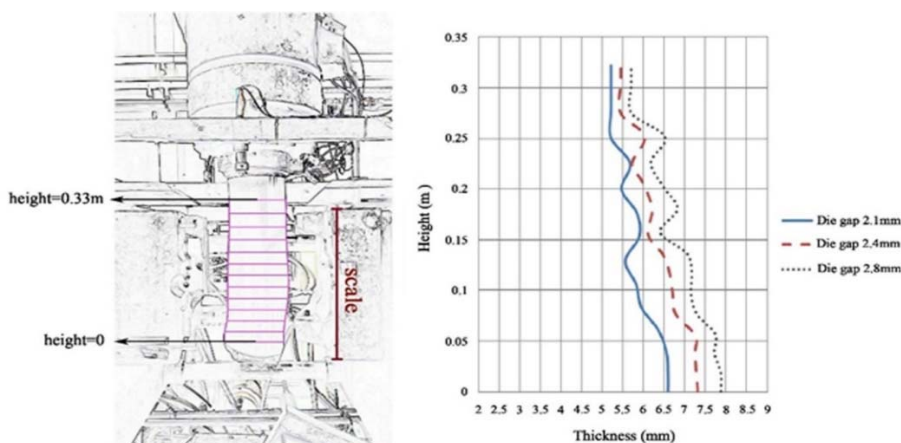 height=0.33m
scale
height=0
0.35
0.3
0.25
0.2
0.15
0.1
0.05
0
Height (m )
2 2.5 3 3.5 4 4.5 5 5.5 6 6.5 7 7.5 8 8.5 9
Thickness (mm)
Die gap 2.1mm
Die gap 2.4mm
Die gap 2.8mm